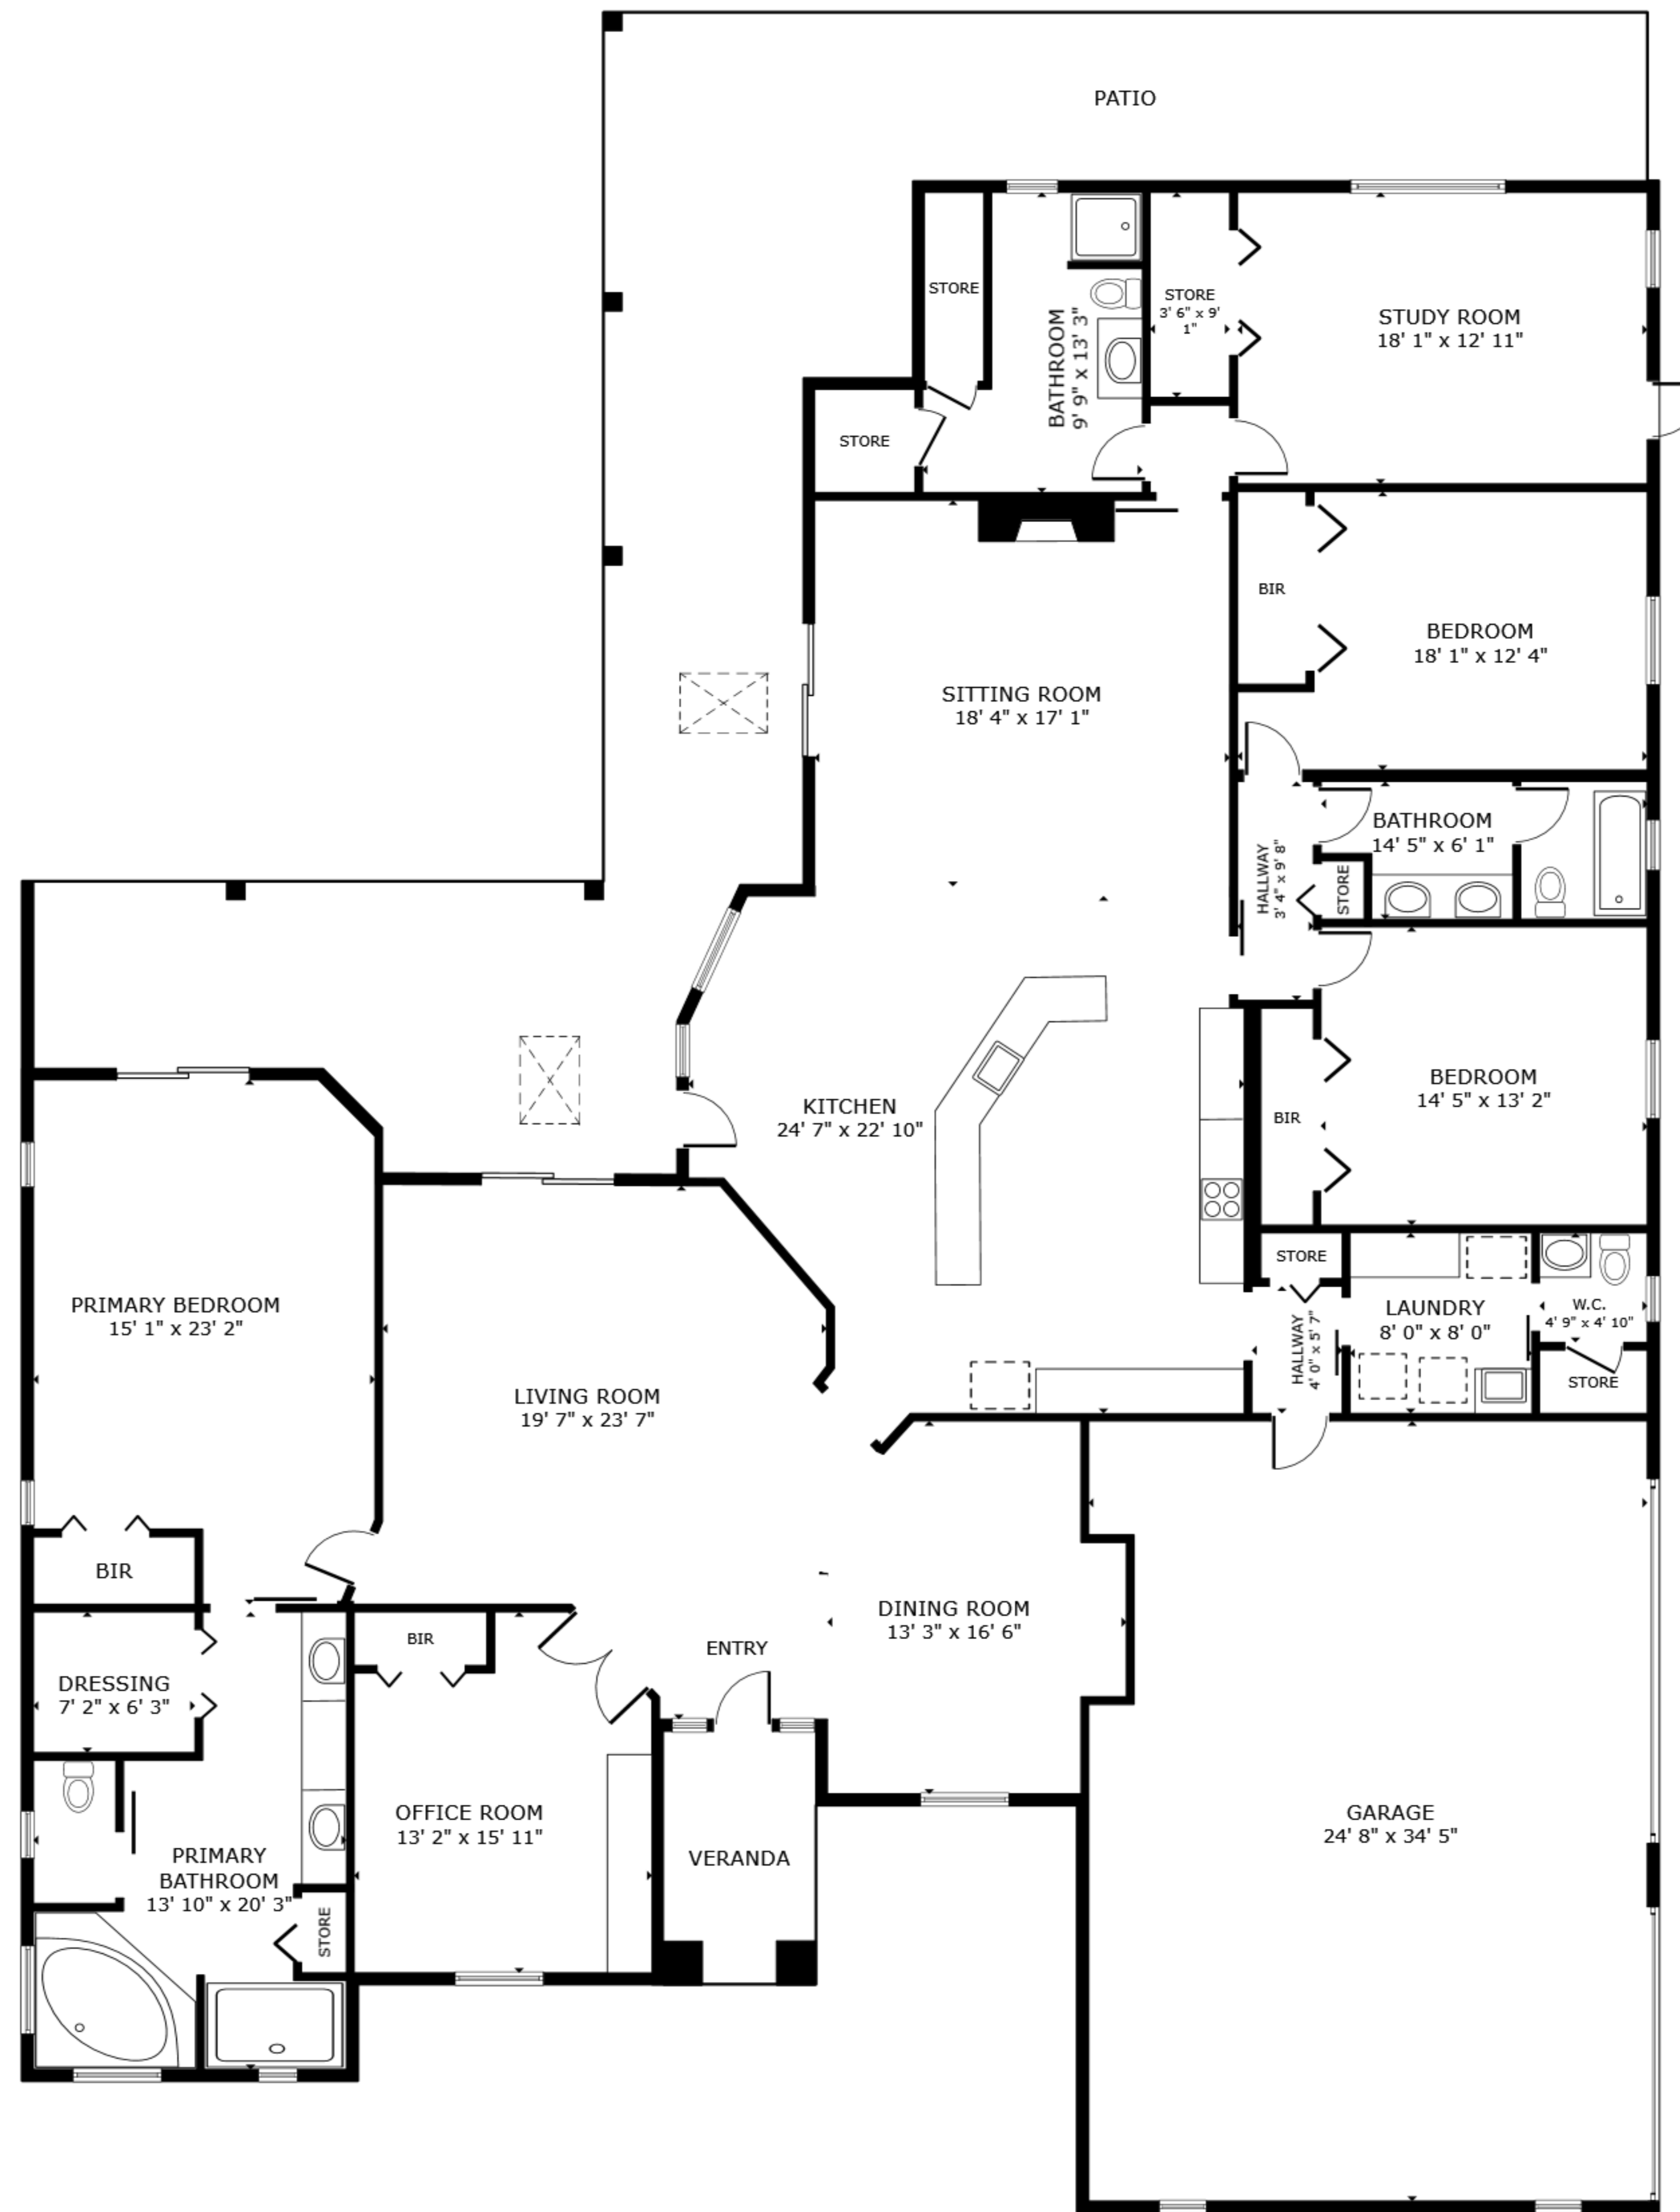 PATIO
STORE
BATHROOM
9' 9" x 13' 3"
STORE
3' 6" x 9'
1"
STUDY ROOM
18' 1" x 12' 11"
STORE
BIR
BEDROOM
18' 1" x 12' 4"
SITTING ROOM
18' 4" x 17' 1"
HALLWAY
3' 4" x 9' 8"
BATHROOM
14' 5" x 6' 1"
STORE
KITCHEN
24' 7" x 22' 10"
BIR
BEDROOM
14' 5" x 13' 2"
STORE
HALLWAY
4' 0" x 5' 7"
LAUNDRY
8' 0" x 8' 0"
W.C.
4' 9" x 4' 10"
STORE
PRIMARY BEDROOM
15' 1" x 23' 2"
LIVING ROOM
19' 7" x 23' 7"
BIR
DRESSING
7' 2" x 6' 3"
BIR
ENTRY
DINING ROOM
13' 3" x 16' 6"
OFFICE ROOM
13' 2" x 15' 11"
VERANDA
GARAGE
24' 8" x 34' 5"
PRIMARY
BATHROOM
13' 10" x 20' 3"
STORE